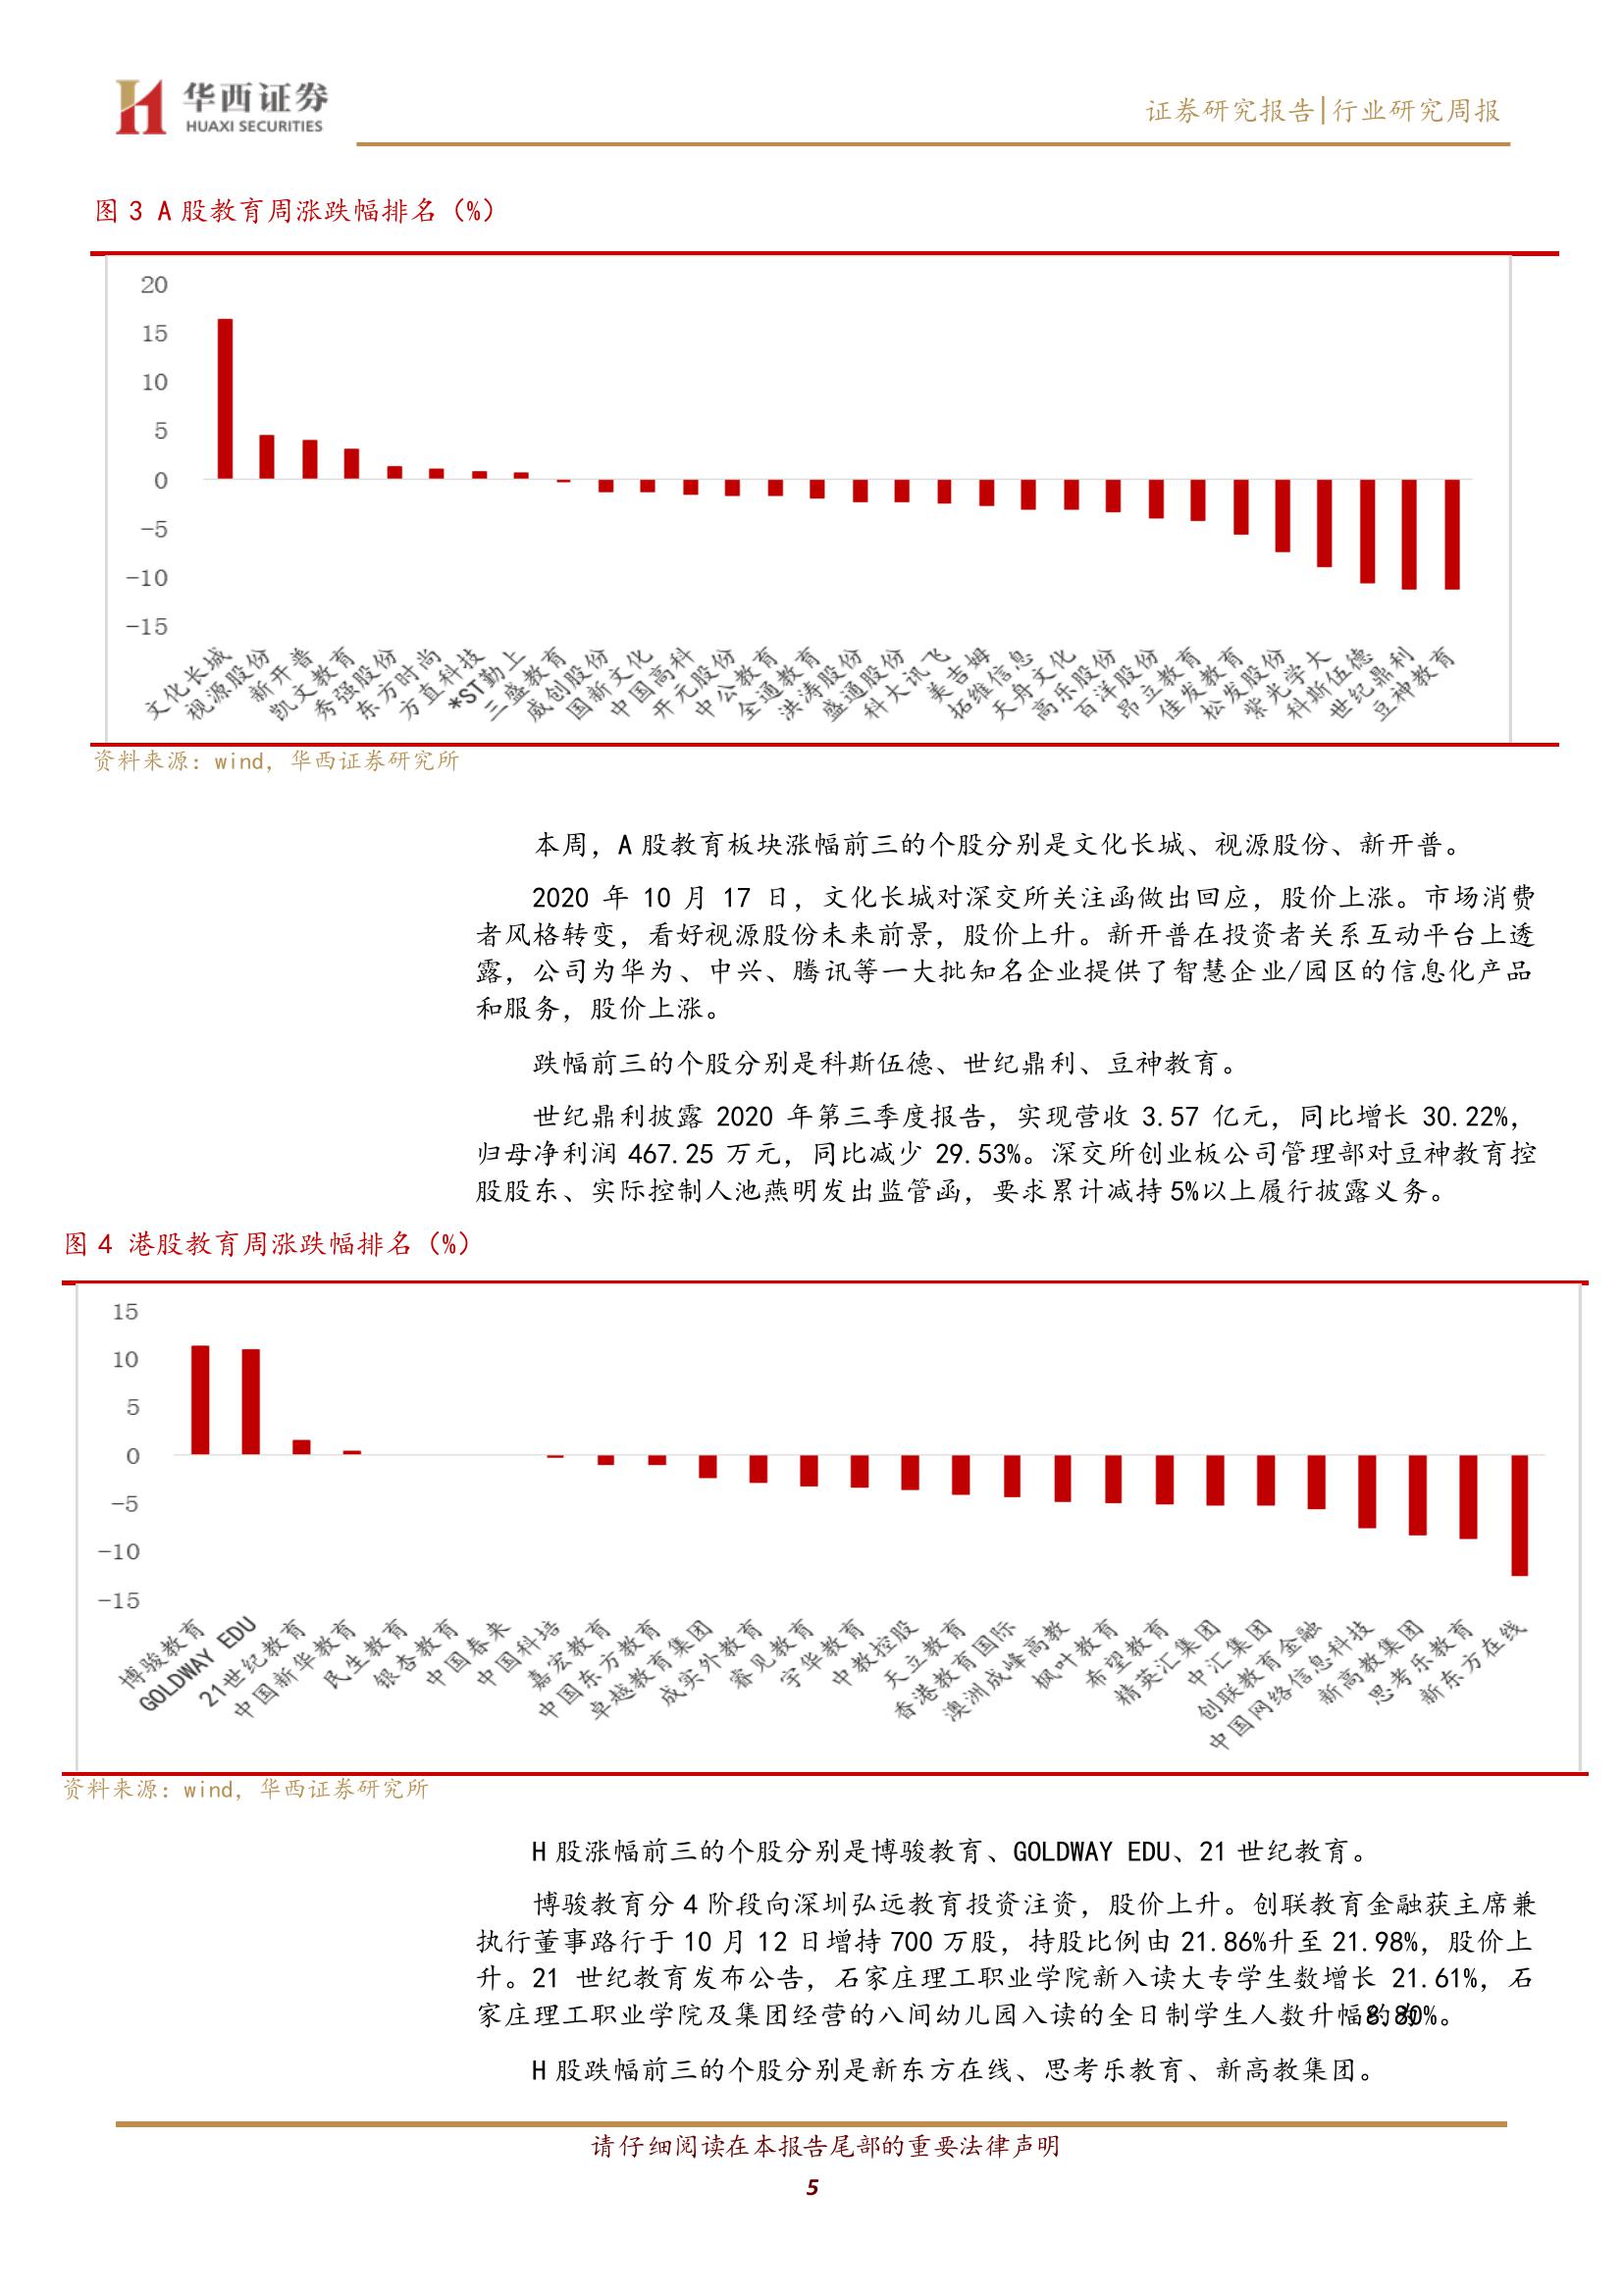 华西证券
HUAXI SECURITIES
证券研究报告|行业研究周报
图 3 A 股教育周涨跌幅排名（%）
20
15
10
5
0
-5
-10
-15
文化长城
视源股份
新开普
凯文教育
秀强股份
东方时尚
方直科技
*ST勤上
三盛教育
威创股份
国新文化
中国高科
开元股份
中公教育
全通教育
洪涛股份
盛通股份
科大讯飞
美吉姆
拓维信息
天舟文化
高乐股份
百洋股份
昂立教育
佳发教育
松发股份
紫光学大
科斯伍德
世纪鼎利
豆神教育
资料来源：wind，华西证券研究所
本周，A 股教育板块涨幅前三的个股分别是文化长城、视源股份、新开普。
2020 年 10 月 17 日，文化长城对深交所关注函做出回应，股价上涨。市场消费
者风格转变，看好视源股份未来前景，股价上升。新开普在投资者关系互动平台上透
露，公司为华为、中兴、腾讯等一大批知名企业提供了智慧企业/园区的信息化产品
和服务，股价上涨。
跌幅前三的个股分别是科斯伍德、世纪鼎利、豆神教育。
世纪鼎利披露 2020 年第三季度报告，实现营收 3.57 亿元，同比增长 30.22%，
归母净利润 467.25 万元，同比减少 29.53%。深交所创业板公司管理部对豆神教育控
股股东、实际控制人池燕明发出监管函，要求累计减持 5%以上履行披露义务。
图 4 港股教育周涨跌幅排名（%）
15
10
5
0
-5
-10
-15
博骏教育
GOLDWAY EDU
21世纪教育
中国新华教育
民生教育
银杏教育
中国春来
中国科培
嘉宏教育
中国东方教育
卓越教育集团
成实外教育
睿见教育
宇华教育
中教控股
天立教育
香港教育国际
澳洲成峰高教
枫叶教育
希望教育
精英汇集团
中汇集团
创联教育金融
中国网络信息科技
新高教集团
思考乐教育
新东方在线
资料来源：wind，华西证券研究所
H 股涨幅前三的个股分别是博骏教育、GOLDWAY EDU、21 世纪教育。
博骏教育分 4 阶段向深圳弘远教育投资注资，股价上升。创联教育金融获主席兼
执行董事路行于 10 月 12 日增持 700 万股，持股比例由 21.86%升至 21.98%，股价上
升。21 世纪教育发布公告，石家庄理工职业学院新入读大专学生数增长 21.61%，石
家庄理工职业学院及集团经营的八间幼儿园入读的全日制学生人数升幅约为 8.80%。
H 股跌幅前三的个股分别是新东方在线、思考乐教育、新高教集团。
请仔细阅读在本报告尾部的重要法律声明
5